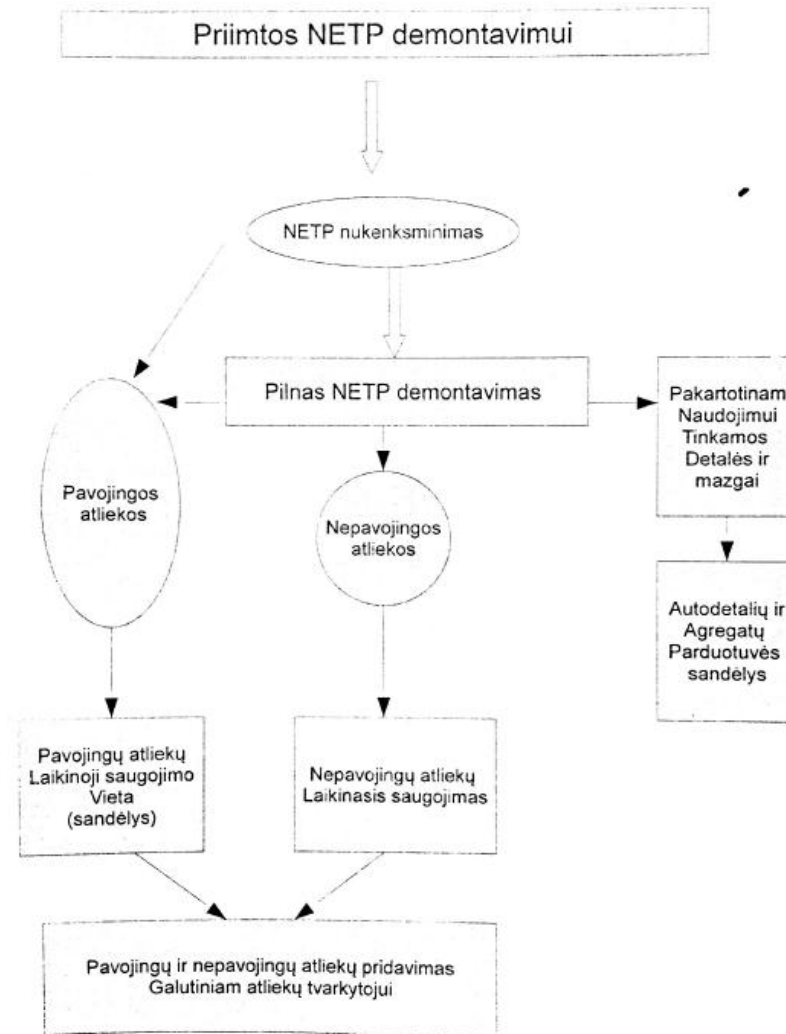 Priimtos NETP demontavimui
NETP nukenksminimas
Pilnas NETP demontavimas
Pakartotinam
Naudojimui
Tinkamos
Detalės ir
mazgai
Pavojingos
atliekos
Nepavojingos
atliekos
Autodetalių ir
Agregatų
Parduotuvės
sandėlys
Pavojingų atliekų
Laikinoji saugojimo
Vieta
(sandėlys)
Nepavojingų atliekų
Laikinasis saugojimas
Pavojingų ir nepavojingų atliekų pridavimas
Galutiniam atliekų tvarkytojui